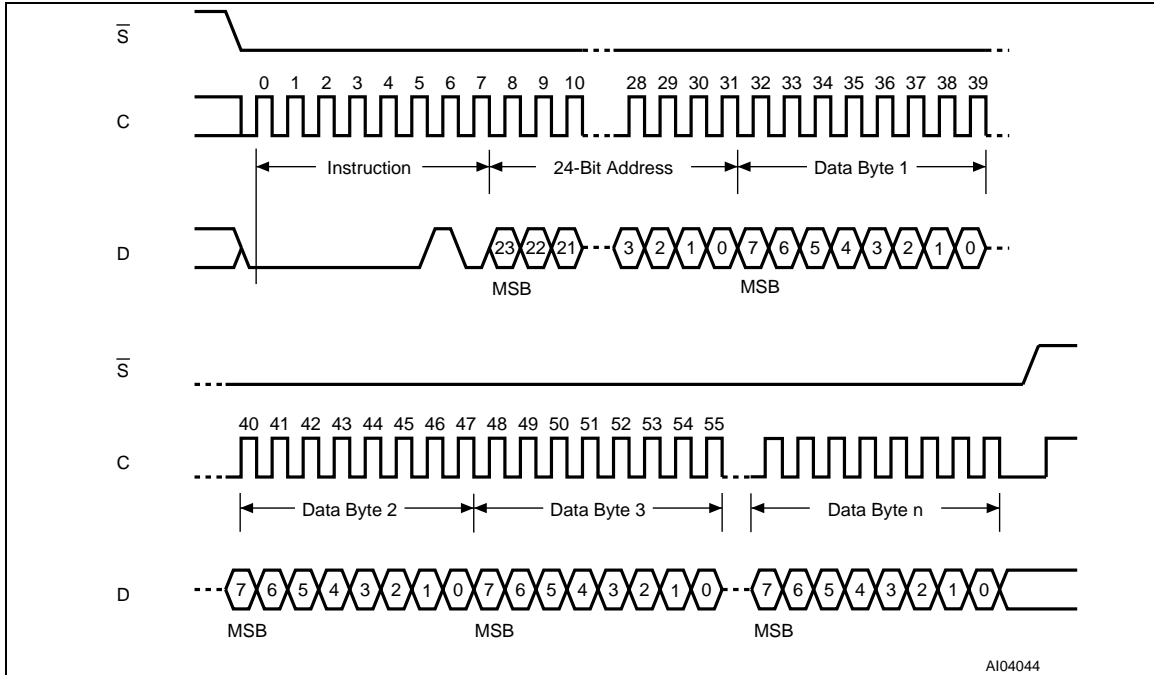 S
0 1 2 3 4 5 6 7 8 9 10 28 29 30 31 32 33 34 35 36 37 38 39
C
Instruction 24-Bit Address Data Byte 1
D 23 22 21 3 2 1 0 7 6 5 4 3 2 1 0
MSB MSB
S
40 41 42 43 44 45 46 47 48 49 50 51 52 53 54 55
C
Data Byte 2 Data Byte 3 Data Byte n
D 7 6 5 4 3 2 1 0 7 6 5 4 3 2 1 0 7 6 5 4 3 2 1 0
MSB MSB MSB
AI04044